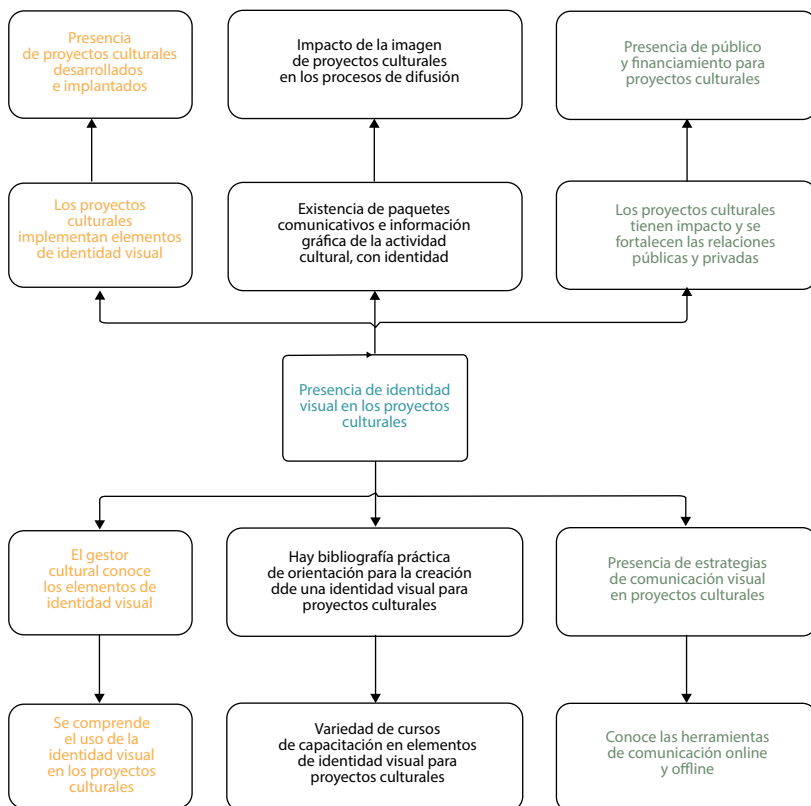 Presencia
de proyectos culturales
desarrollados
e implantados
Impacto de la imagen
de proyectos culturales
en los procesos de difusión
Presencia de público
y financiamiento para
proyectos culturales
Los proyectos
culturales
implementan elementos
de identidad visual
Existencia de paquetes
comunicativos e información
gráfica de la actividad
cultural, con identidad
Los proyectos culturales
tienen impacto y se
fortalecen las relaciones
públicas y privadas
Presencia de identidad
visual en los proyectos
culturales
El gestor
cultural conoce
los elementos de
identidad visual
Hay bibliografía práctica
de orientación para la creación
dde una identidad visual para
proyectos culturales
Presencia de estrategias
de comunicación visual
en proyectos culturales
Se comprende
el uso de la
identidad visual
en los proyectos
culturales
Variedad de cursos
de capacitación en elementos
de identidad visual para
proyectos culturales
Conoce las herramientas
de comunicación online
y offline